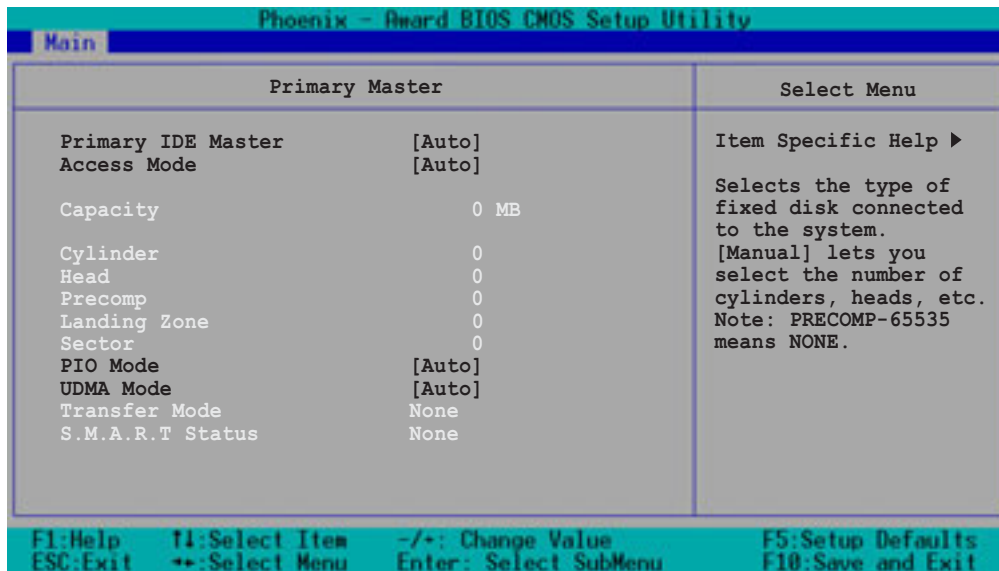 Phoenix - Award BIOS CMOS Setup Utility
Main
Primary Master
Select Menu
Primary IDE Master [Auto]
Access Mode [Auto]
Capacity 0 MB
Cylinder 0
Head 0
Precomp 0
Landing Zone 0
Sector 0
PIO Mode [Auto]
UDMA Mode [Auto]
Transfer Mode None
S.M.A.R.T Status None
Item Specific Help
Selects the type of
fixed disk connected
to the system.
[Manual] lets you
select the number of
cylinders, heads, etc.
Note: PRECOMP-65535
means NONE.
F1:Help ↑↓:Select Item -/+: Change Value F5:Setup Defaults
ESC:Exit →←:Select Menu Enter: Select SubMenu F10:Save and Exit